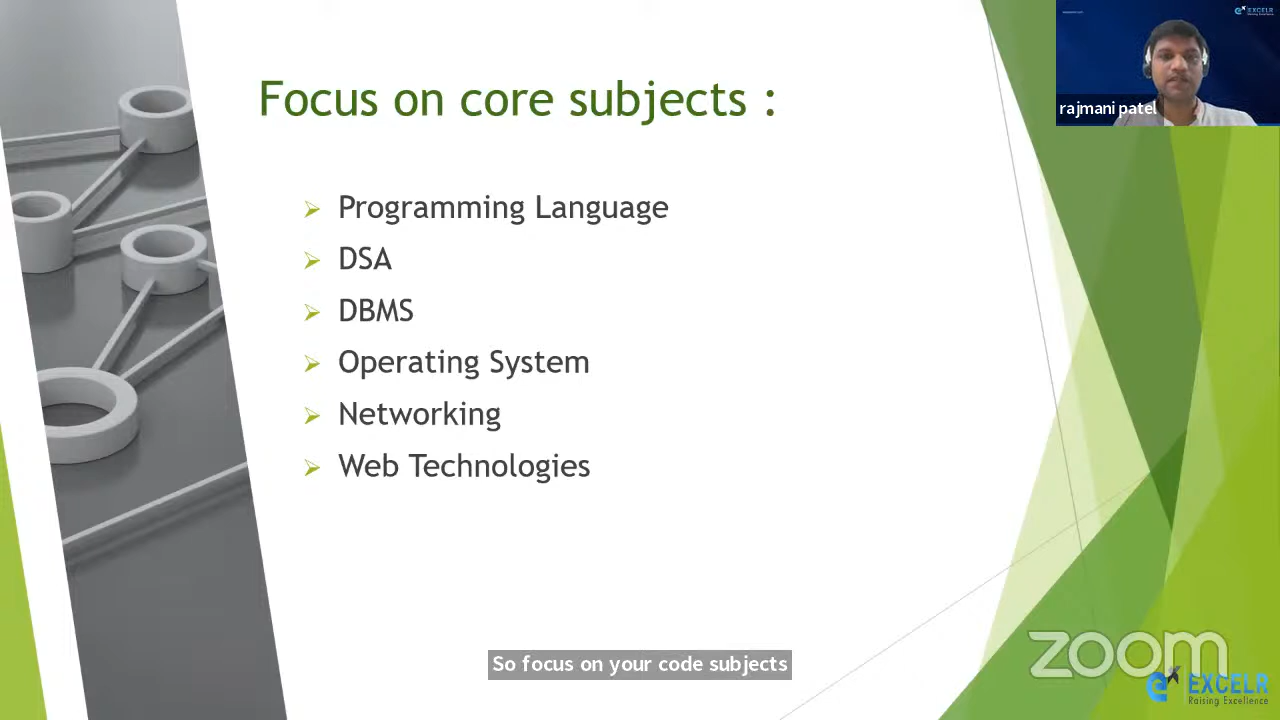 Focus on core subjects :
Programming Language
DSA
DBMS
Operating System
Networking
Web Technologies
EXCELR
rajmani patel
So focus on your code subjects
zoom
EXCELR
Raising Excellence